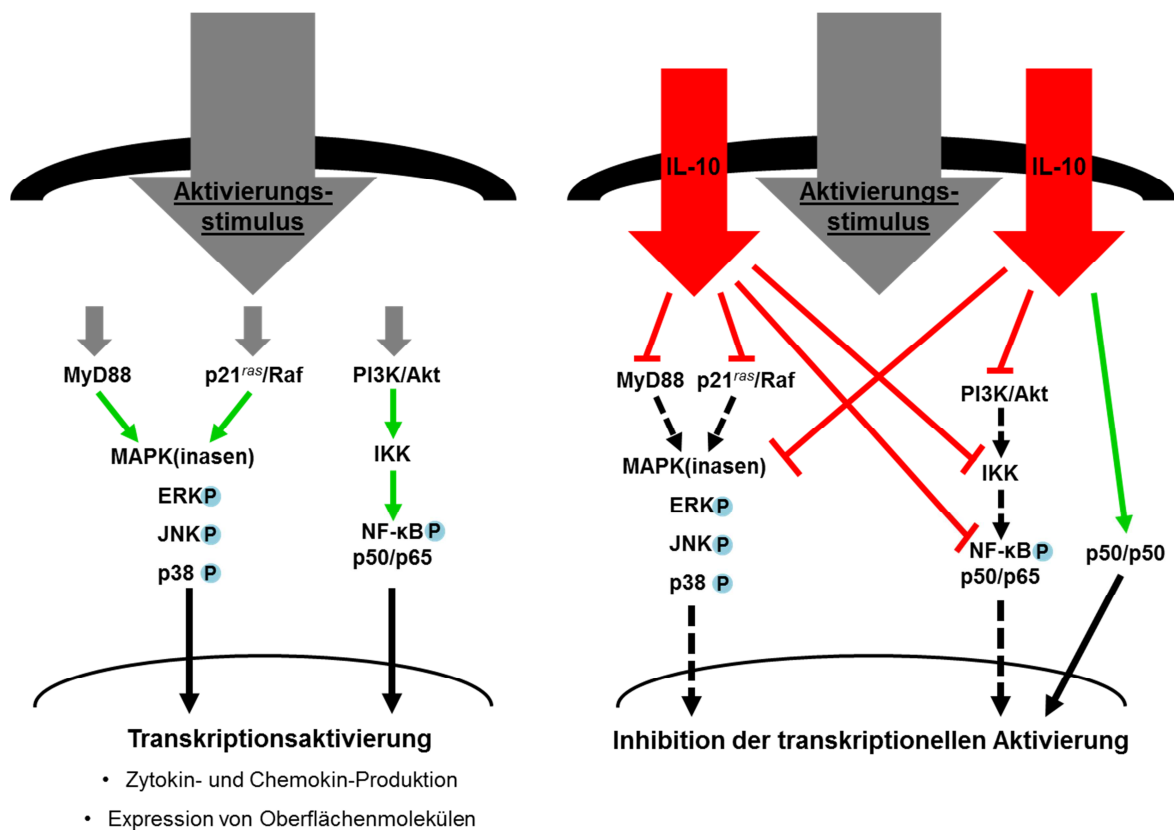 Aktivierungs-
stimulus
MyD88
p21ras/Raf
PI3K/Akt
MAPK(inasen)
IKK
ERK P
JNK P
p38 P
NF-κB P
p50/p65
Transkriptionsaktivierung
• Zytokin- und Chemokin-Produktion
• Expression von Oberflächenmolekülen
IL-10
Aktivierungs-
stimulus
IL-10
MyD88
p21ras/Raf
PI3K/Akt
MAPK(inasen)
IKK
ERK P
JNK P
p38 P
NF-κB P
p50/p65
p50/p50
Inhibition der transkriptionellen Aktivierung